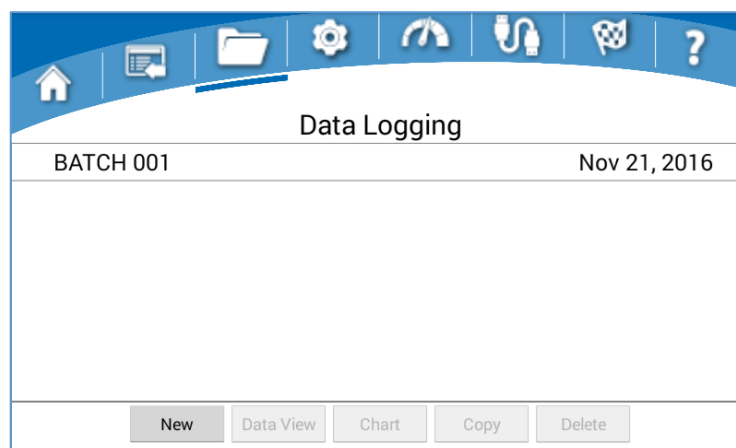 ?
Data Logging
BATCH 001 Nov 21, 2016
New Data View Chart Copy Delete